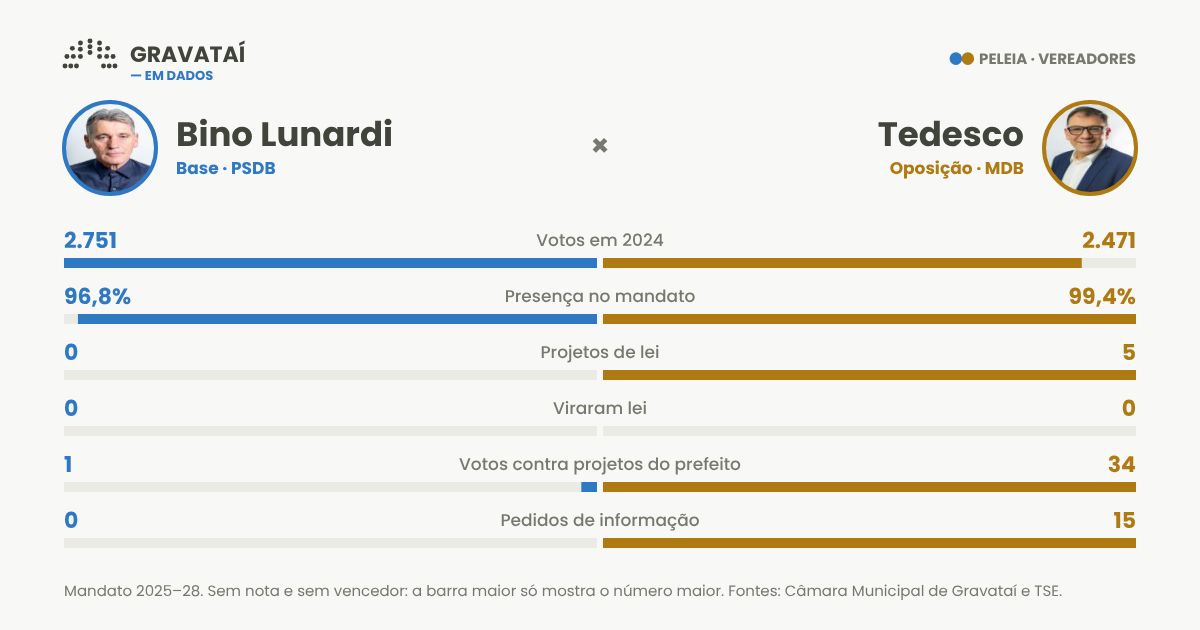 GRAVATAÍ
— EM DADOS
PELEIA · VEREADORES
Bino Lunardi
Base · PSDB
×
Tedesco
Oposição · MDB
2.751 Votos em 2024 2.471
96,8% Presença no mandato 99,4%
0 Projetos de lei 5
0 Viraram lei 0
1 Votos contra projetos do prefeito 34
0 Pedidos de informação 15
Mandato 2025–28. Sem nota e sem vencedor: a barra maior só mostra o número maior. Fontes: Câmara Municipal de Gravataí e TSE.